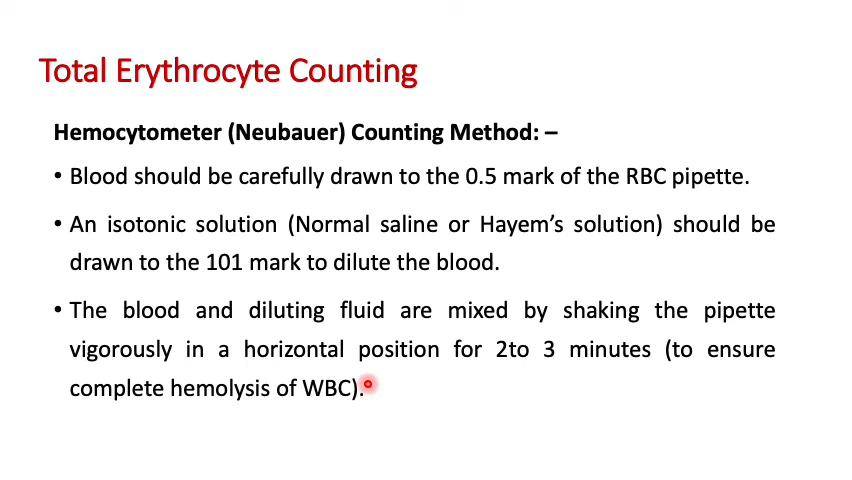 Total Erythrocyte Counting
Hemocytometer (Neubauer) Counting Method: –
• Blood should be carefully drawn to the 0.5 mark of the RBC pipette.
• An isotonic solution (Normal saline or Hayem’s solution) should be
drawn to the 101 mark to dilute the blood.
• The blood and diluting fluid are mixed by shaking the pipette
vigorously in a horizontal position for 2to 3 minutes (to ensure
complete hemolysis of WBC).